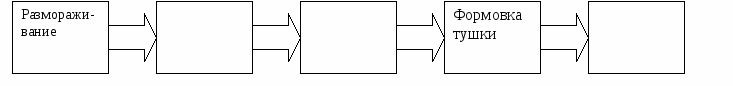 Разморажи-
вание
Формовка
тушки